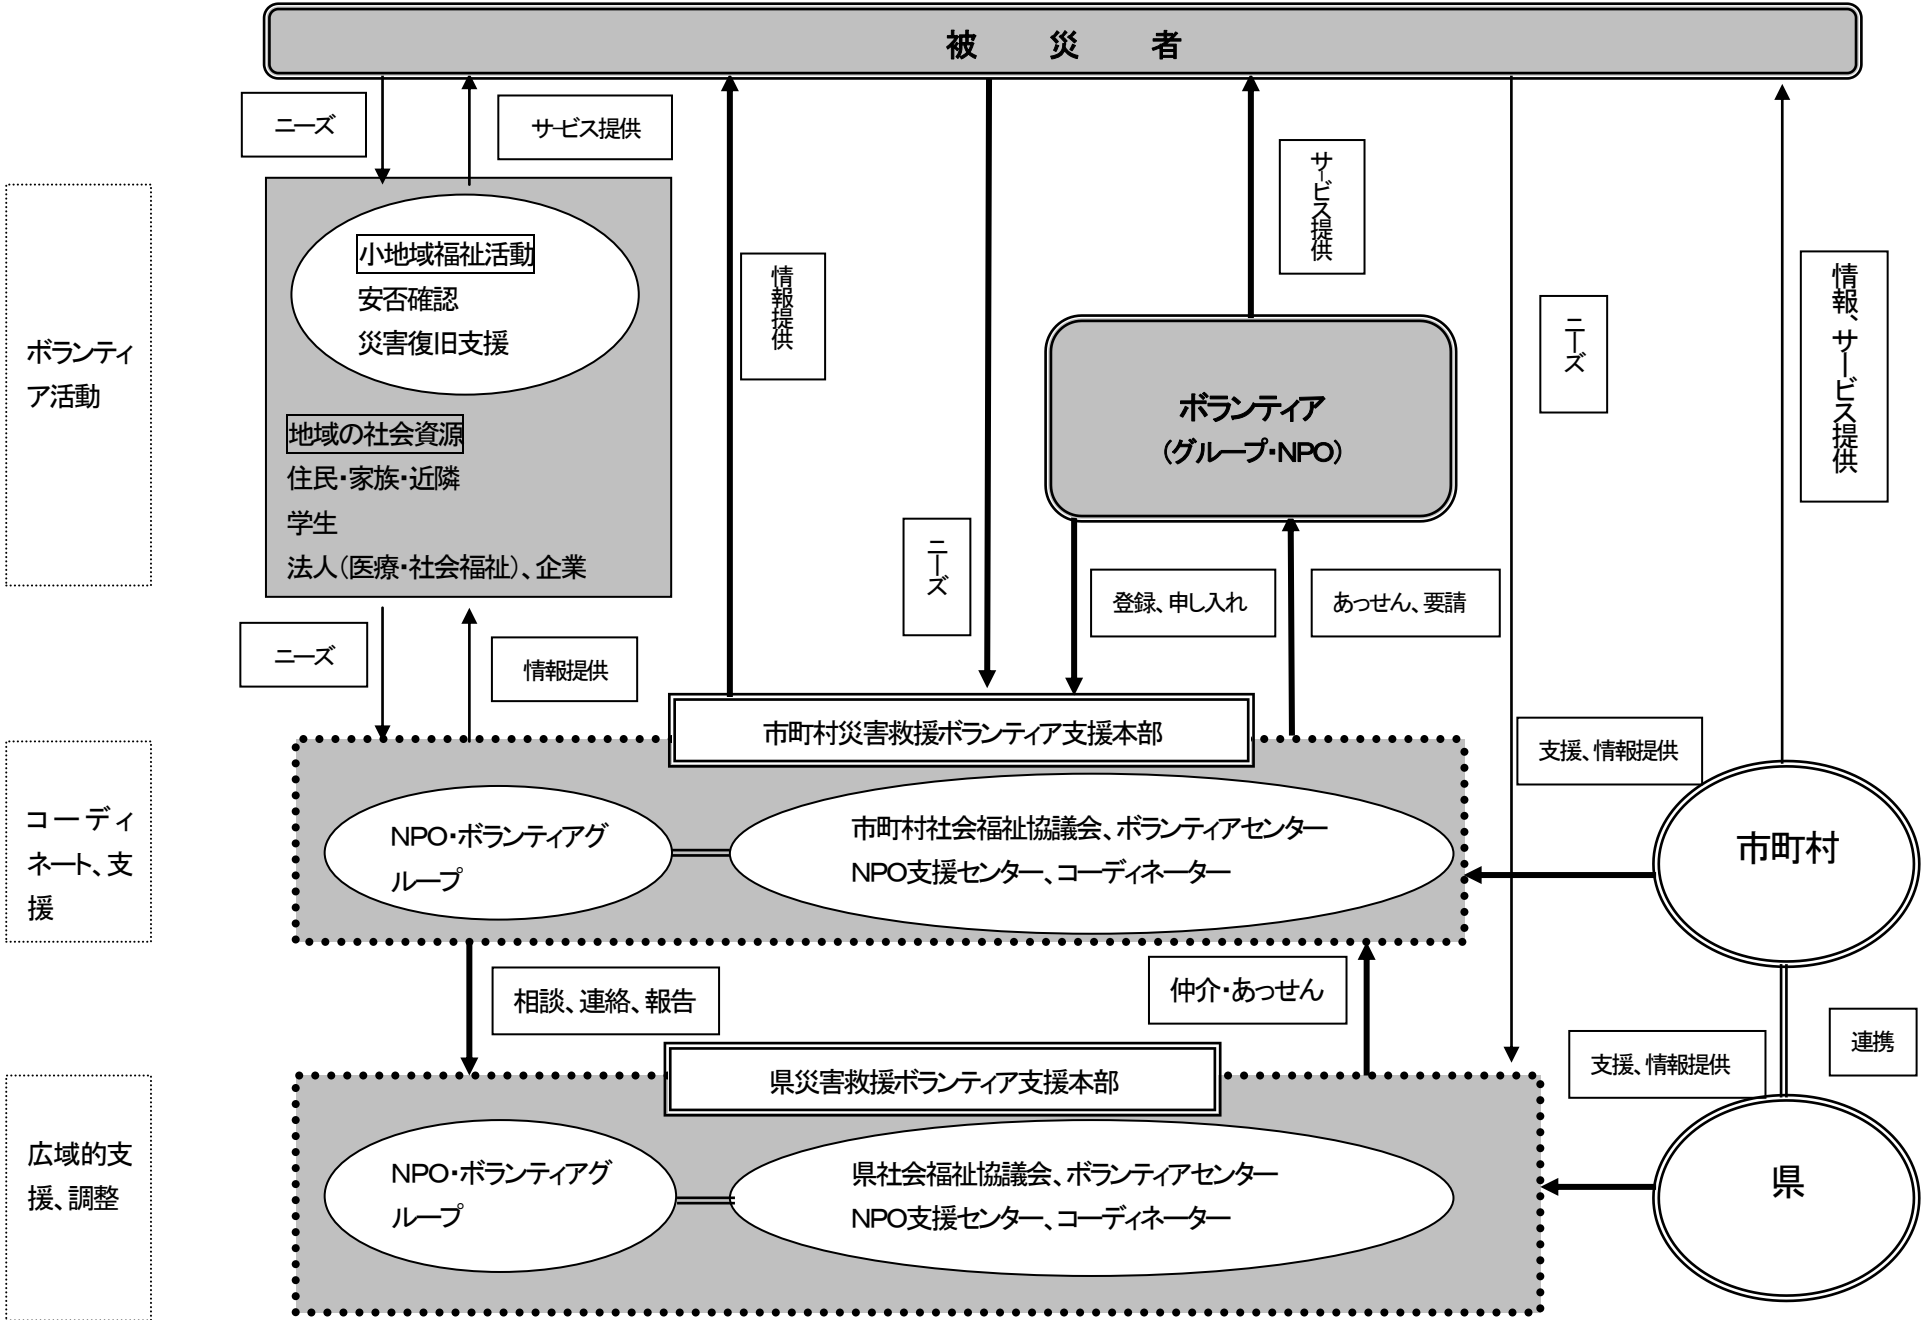 被 災 者
ニーズ
サービス提供
サービス提供
情報提供
ニーズ
情報、サービス提供
ボランティ
ア活動
小地域福祉活動
安否確認
災害復旧支援
地域の社会資源
住民・家族・近隣
学生
法人（医療・社会福祉）、企業
ボランティア
（グループ・NPO）
ニーズ
登録、申し入れ
あっせん、要請
ニーズ
情報提供
市町村災害救援ボランティア支援本部
支援、情報提供
コーディ
ネート、支
援
NPO・ボランティアグ
ループ
市町村社会福祉協議会、ボランティアセンター
NPO支援センター、コーディネーター
市町村
相談、連絡、報告
仲介・あっせん
連携
支援、情報提供
県災害救援ボランティア支援本部
広域的支
援、調整
NPO・ボランティアグ
ループ
県社会福祉協議会、ボランティアセンター
NPO支援センター、コーディネーター
県